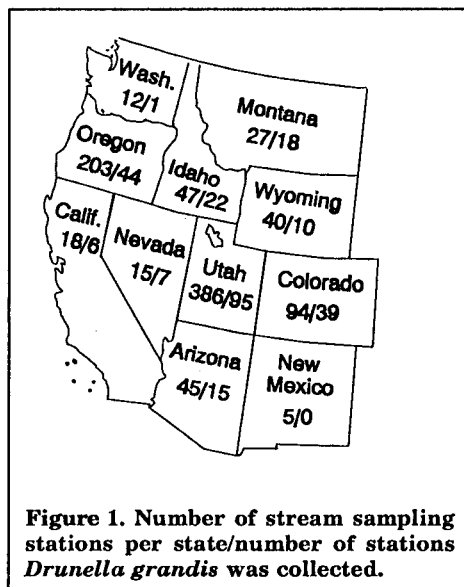 Wash.
12/1
Montana
27/18
Oregon
203/44
Idaho
47/22
Wyoming
40/10
Calif.
18/6
Nevada
15/7
Utah
386/95
Colorado
94/39
Arizona
45/15
New
Mexico
5/0
Figure 1. Number of stream sampling
stations per state/number of stations
Drunella grandis was collected.